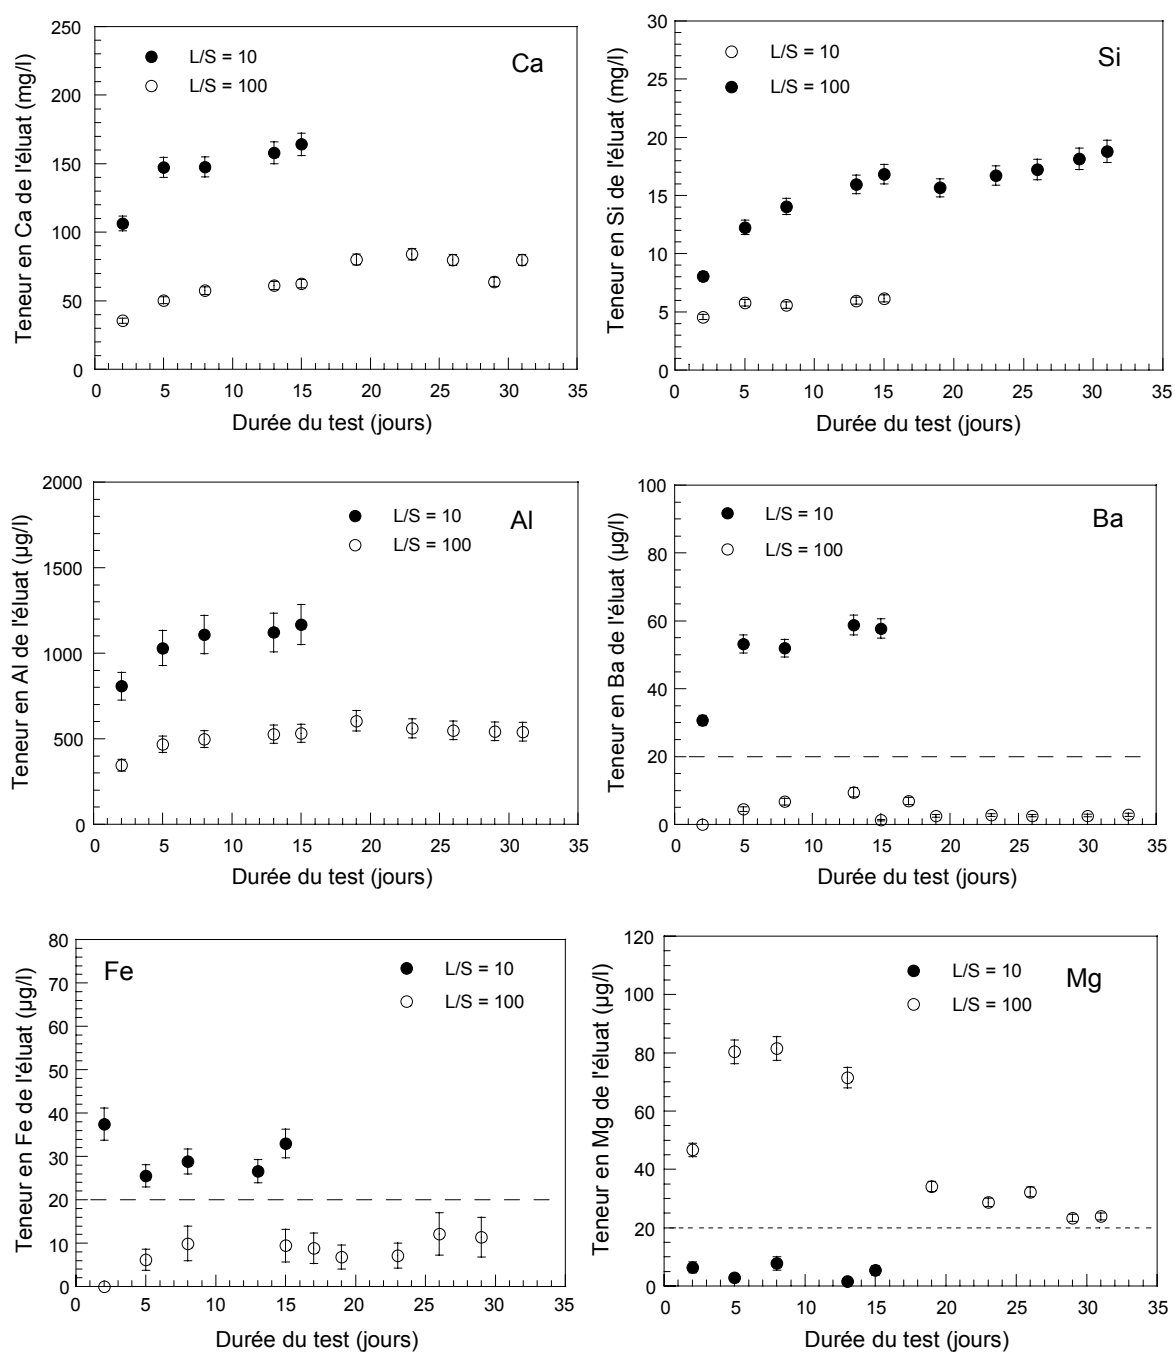 Ca
L/S = 10
L/S = 100
Teneur en Ca de l'éluat (mg/l)
250
200
150
100
50
0
0 5 10 15 20 25 30 35
Durée du test (jours)
Si
L/S = 10
L/S = 100
Teneur en Si de l'éluat (mg/l)
30
25
20
15
10
5
0
0 5 10 15 20 25 30 35
Durée du test (jours)
Al
L/S = 10
L/S = 100
Teneur en Al de l'éluat (µg/l)
2000
1500
1000
500
0
0 5 10 15 20 25 30 35
Durée du test (jours)
Ba
L/S = 10
L/S = 100
Teneur en Ba de l'éluat (µg/l)
100
80
60
40
20
0
0 5 10 15 20 25 30 35
Durée du test (jours)
Fe
L/S = 10
L/S = 100
Teneur en Fe de l'éluat (µg/l)
80
70
60
50
40
30
20
10
0
0 5 10 15 20 25 30 35
Durée du test (jours)
Mg
L/S = 10
L/S = 100
Teneur en Mg de l'éluat (µg/l)
120
100
80
60
40
20
0
0 5 10 15 20 25 30 35
Durée du test (jours)